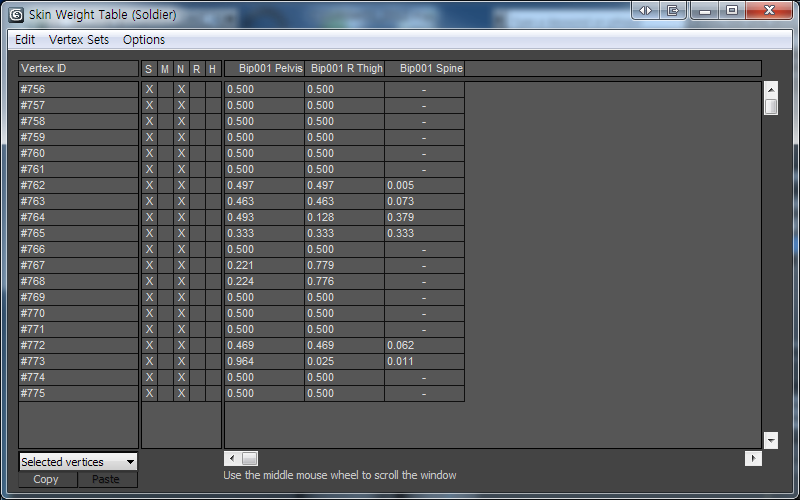 Skin Weight Table (Soldier)
Edit Vertex Sets Options
Vertex ID S M N R H Bip001 Pelvis Bip001 R Thigh Bip001 Spine
#756 X X 0.500 0.500 -
#757 X X 0.500 0.500 -
#758 X X 0.500 0.500 -
#759 X X 0.500 0.500 -
#760 X X 0.500 0.500 -
#761 X X 0.500 0.500 -
#762 X X 0.497 0.497 0.005
#763 X X 0.463 0.463 0.073
#764 X X 0.493 0.128 0.379
#765 X X 0.333 0.333 0.333
#766 X X 0.500 0.500 -
#767 X X 0.221 0.779 -
#768 X X 0.224 0.776 -
#769 X X 0.500 0.500 -
#770 X X 0.500 0.500 -
#771 X X 0.500 0.500 -
#772 X X 0.469 0.469 0.062
#773 X X 0.964 0.025 0.011
#774 X X 0.500 0.500 -
#775 X X 0.500 0.500 -
Selected vertices
Copy Paste
Use the middle mouse wheel to scroll the window